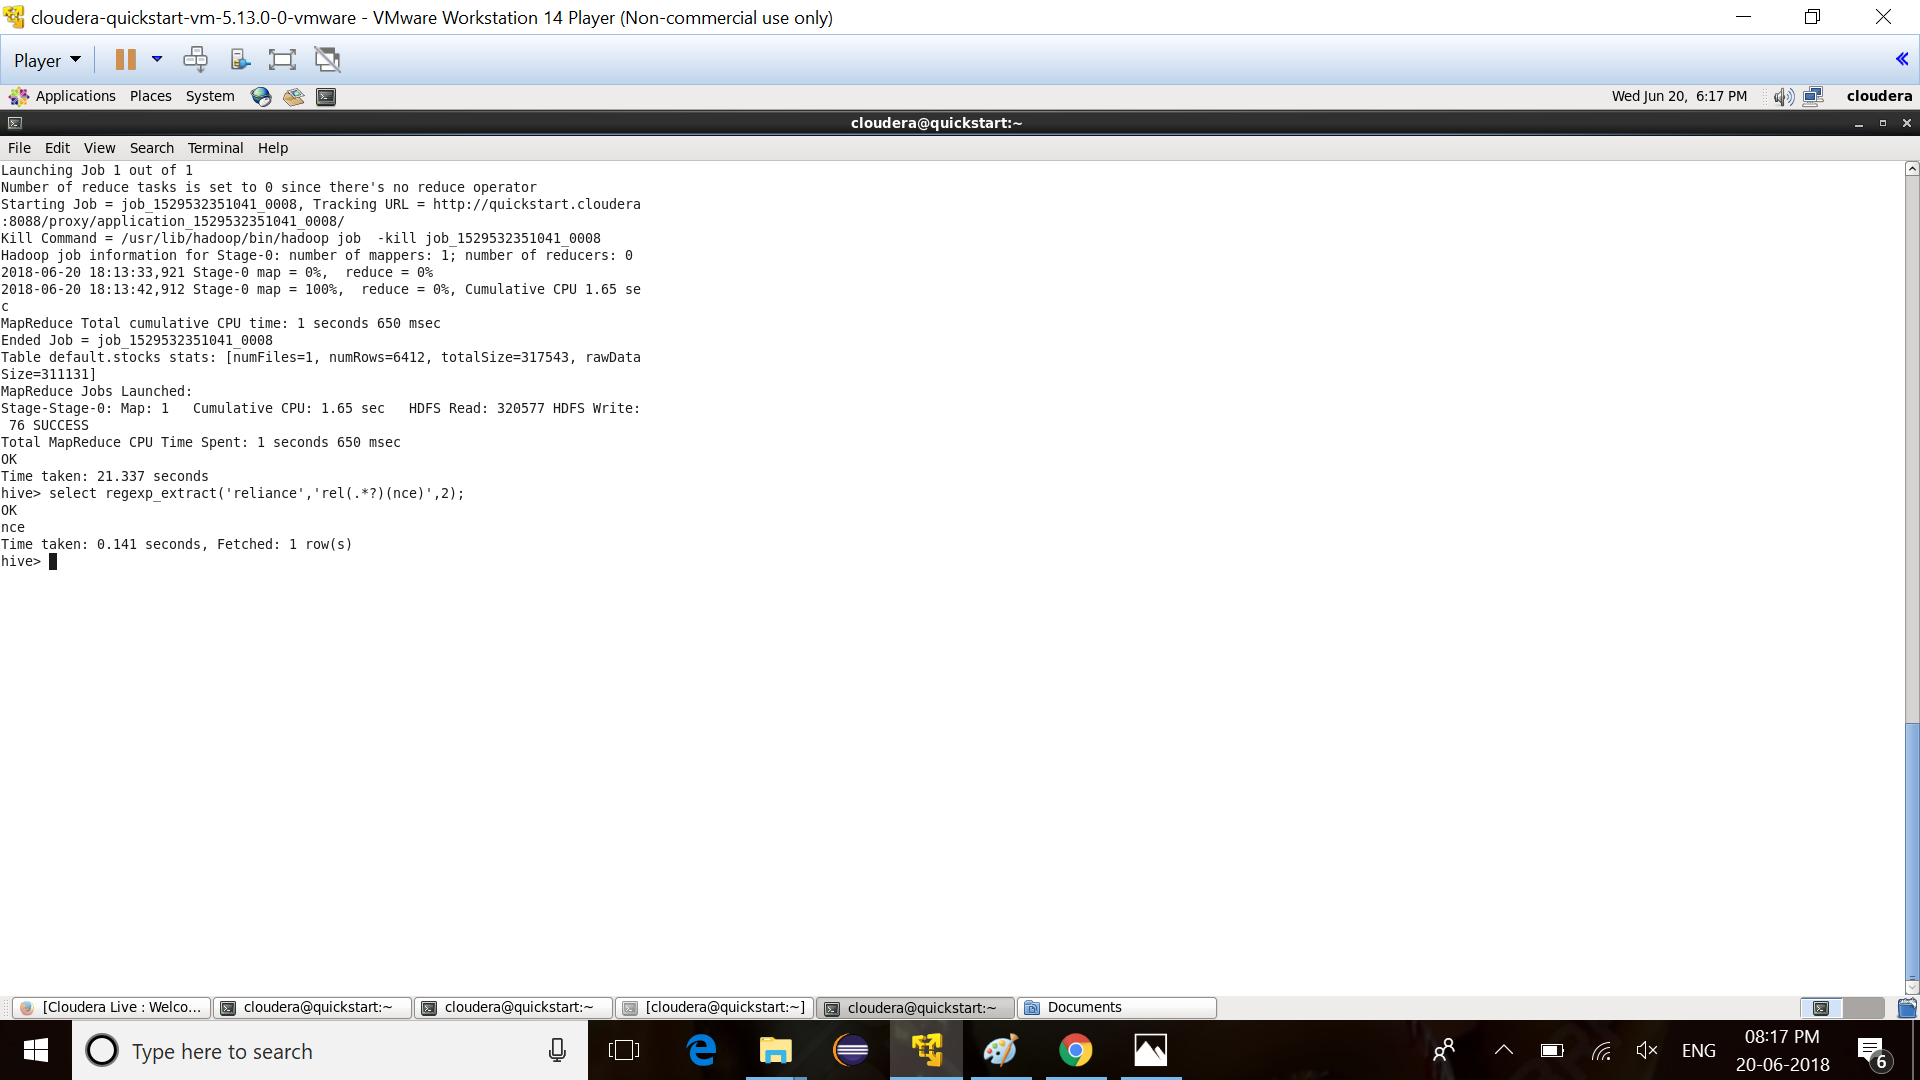 cloudera-quickstart-vm-5.13.0-0-vmware - VMware Workstation 14 Player (Non-commercial use only)
Player
Applications Places System Wed Jun 20, 6:17 PM cloudera
cloudera@quickstart:~
File Edit View Search Terminal Help
Launching Job 1 out of 1
Number of reduce tasks is set to 0 since there's no reduce operator
Starting Job = job_1529532351041_0008, Tracking URL = http://quickstart.cloudera
:8088/proxy/application_1529532351041_0008/
Kill Command = /usr/lib/hadoop/bin/hadoop job  -kill job_1529532351041_0008
Hadoop job information for Stage-0: number of mappers: 1; number of reducers: 0
2018-06-20 18:13:33,921 Stage-0 map = 0%,  reduce = 0%
2018-06-20 18:13:42,912 Stage-0 map = 100%,  reduce = 0%, Cumulative CPU 1.65 se
c
MapReduce Total cumulative CPU time: 1 seconds 650 msec
Ended Job = job_1529532351041_0008
Table default.stocks stats: [numFiles=1, numRows=6412, totalSize=317543, rawData
Size=311131]
MapReduce Jobs Launched:
Stage-Stage-0: Map: 1   Cumulative CPU: 1.65 sec   HDFS Read: 320577 HDFS Write:
 76 SUCCESS
Total MapReduce CPU Time Spent: 1 seconds 650 msec
OK
Time taken: 21.337 seconds
hive> select regexp_extract('reliance','rel(.*?)(nce)',2);
OK
nce
Time taken: 0.141 seconds, Fetched: 1 row(s)
hive>
[Cloudera Live : Welco... cloudera@quickstart:~ cloudera@quickstart:~ [cloudera@quickstart:~] cloudera@quickstart:~ Documents
Type here to search ENG 08:17 PM
20-06-2018 6